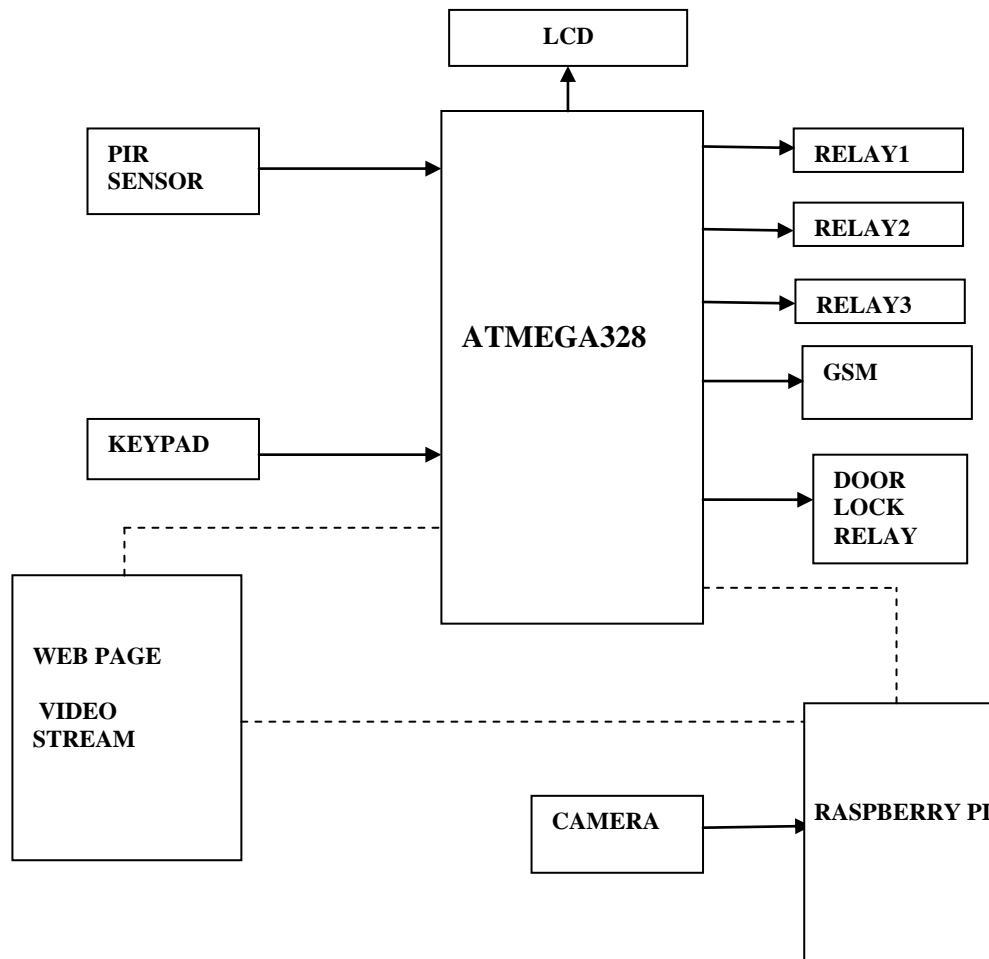 LCD
PIR
SENSOR
RELAY1
RELAY2
RELAY3
ATMEGA328
GSM
KEYPAD
DOOR
LOCK
RELAY
WEB PAGE
VIDEO
STREAM
CAMERA
RASPBERRY PI